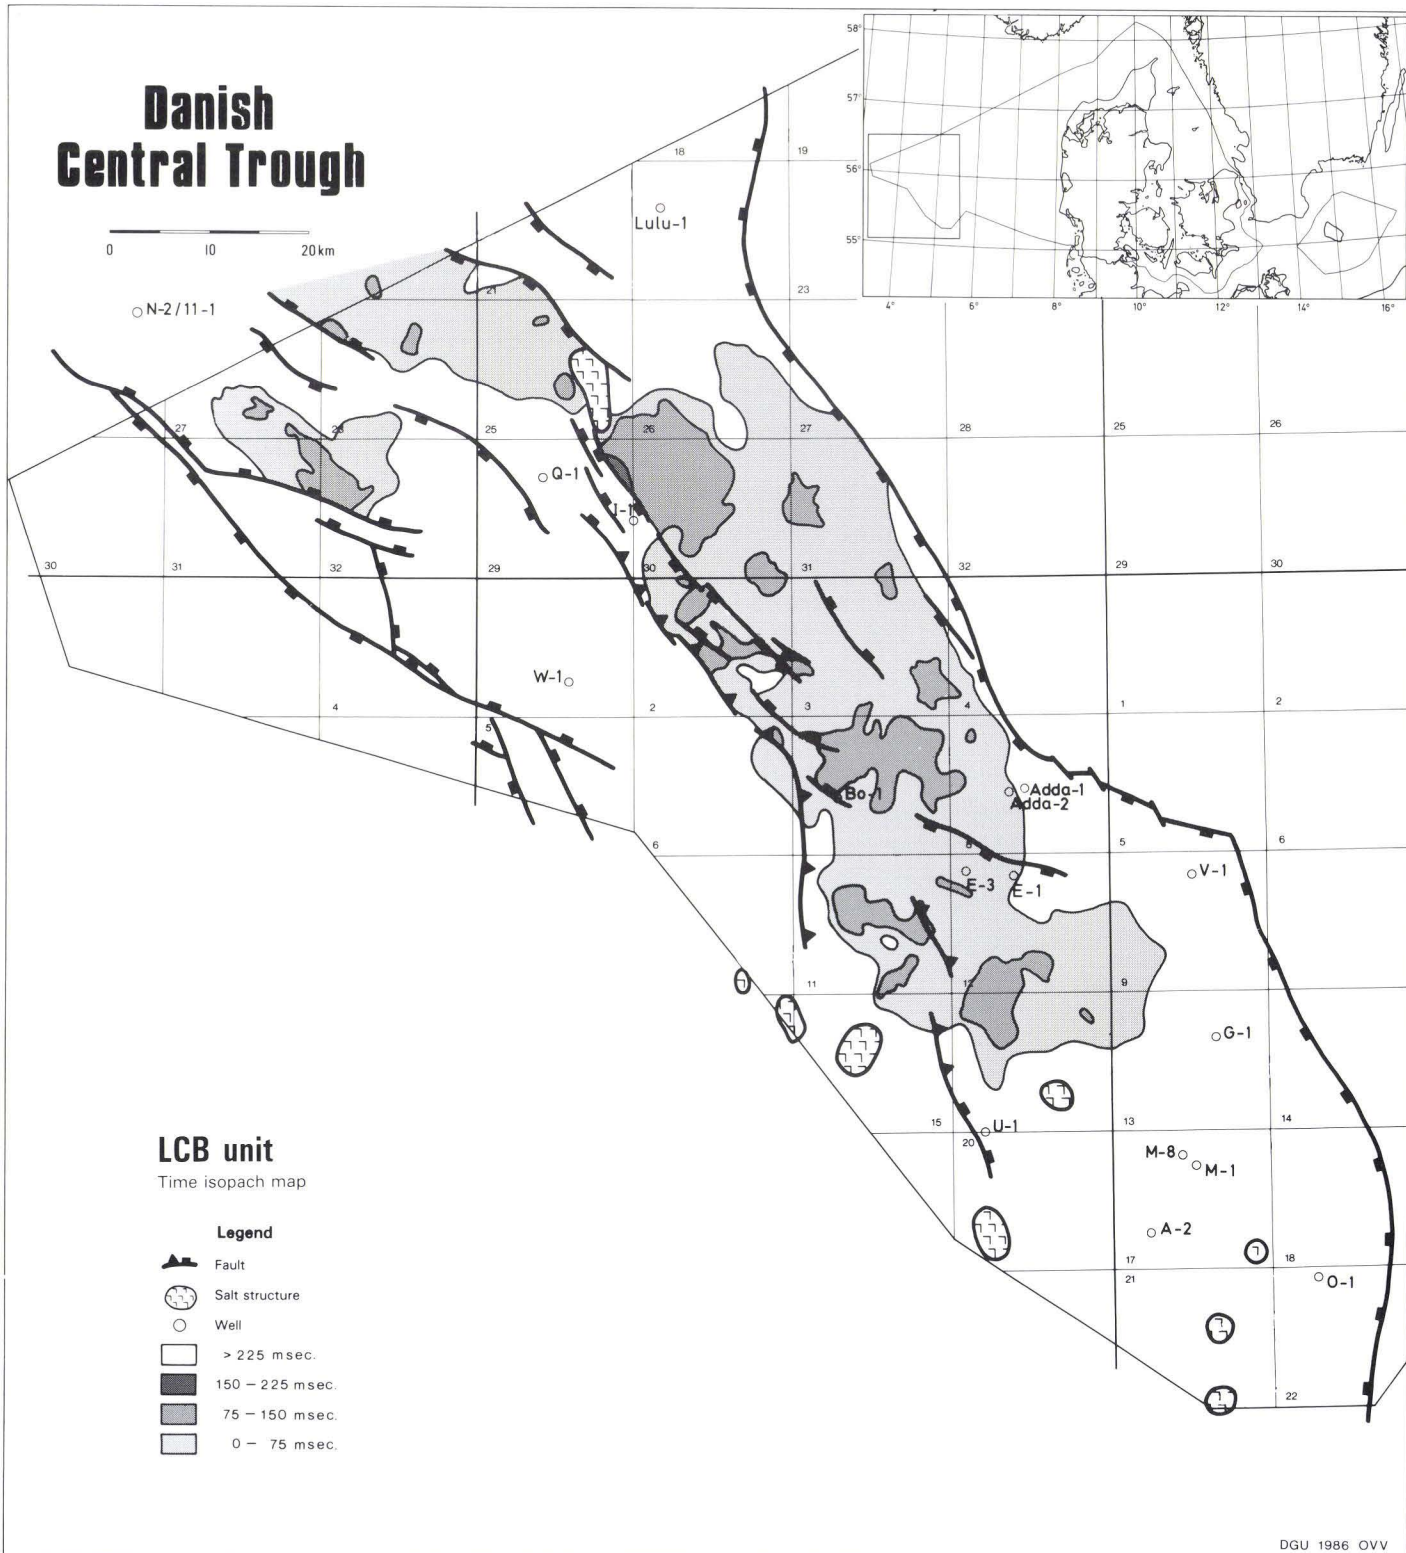 Danish
Central Trough
0 10 20 km
58°
57°
56°
55°
4° 6° 8° 10° 12° 14° 16°
18 19
Lulu-1
N-2/11-1
21 23
27 28 25 26 27 28 25 26
Q-1
I-1
30 31 32 29 30 31 32 29 30
W-1
4 5 2 3 4 1 2
Bo-1
Adda-1
Adda-2
6 8 5 6
E-3
E-1
V-1
11 12 9
G-1
15 13 14
20
U-1
M-8
M-1
A-2
17 18
21
O-1
22
LCB unit
Time isopach map
Legend
Fault
Salt structure
Well
> 225 msec.
150 – 225 msec.
75 – 150 msec.
0 – 75 msec.
DGU 1986 OVV